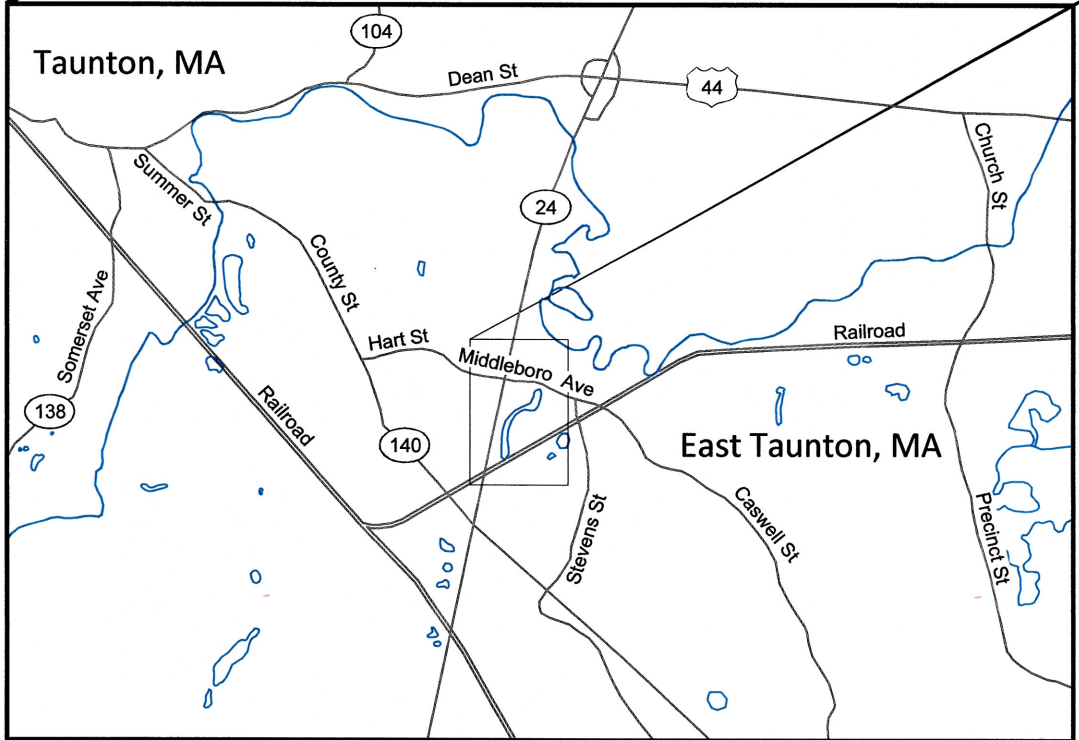 104
Taunton, MA
Dean St
44
Church St
Summer St
24
County St
Somerset Ave
Hart St
Middleboro Ave
Railroad
138
Railroad
140
East Taunton, MA
Caswell St
Stevens St
Precinct St